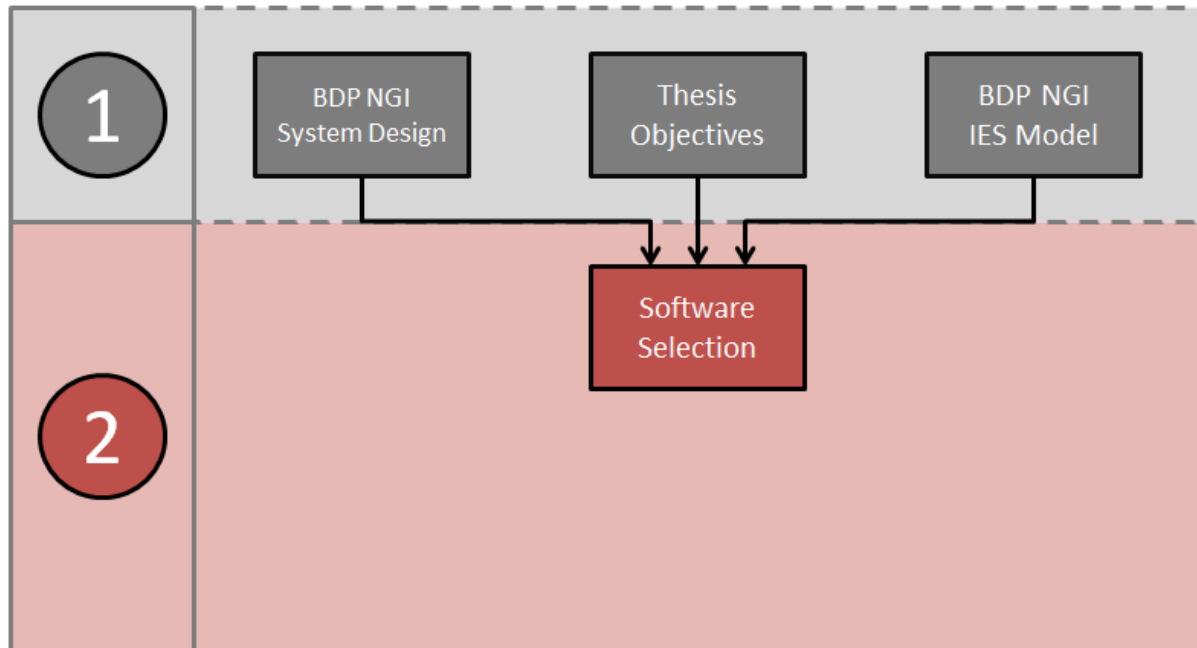 1
BDP NGI
System Design
Thesis
Objectives
BDP NGI
IES Model
Software
Selection
2